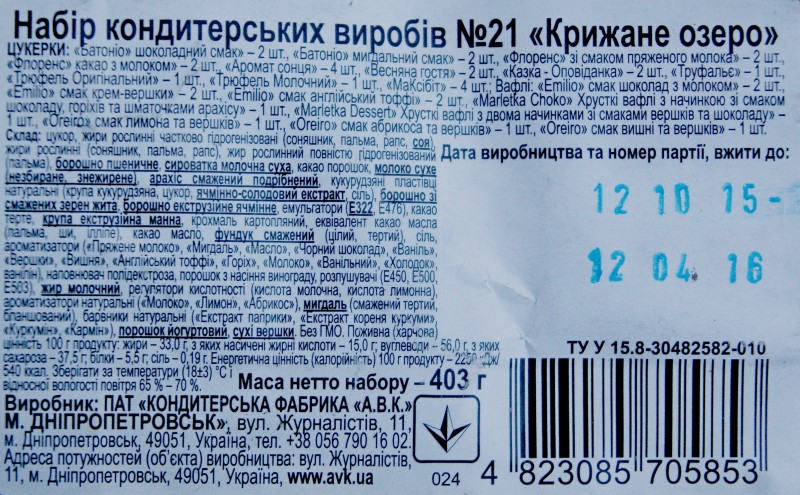 Набір кондитерських виробів №21 «Крижане озеро»
ЦУКЕРКИ: «Батоніо» шоколадний смак» – 2 шт., «Батоніо» мигдальний смак» – 2 шт., «Флоренс» зі смаком пряженого молока» – 2 шт.,
«Флоренс» какао з молоком» – 2 шт., «Аромат сонця» – 4 шт., «Весняна гостя» – 2 шт., «Казка - Оповіданка» – 2 шт., «Труфальє» – 1 шт.,
«Трюфель Оригінальний» – 1 шт., «Трюфель Молочний» – 1 шт., «МаКсібіт» – 4 шт.; Вафлі: «Emilio» смак шоколад з молоком» – 2 шт.,
«Emilio» смак крем-вершки» – 2 шт., «Emilio» смак англійський тоффі» – 2 шт., «Marletka Choko» Хрусткі вафлі з начинкою зі смаком
шоколаду, горіхів та шматочками арахісу» – 1 шт., «Marletka Dessert» Хрусткі вафлі з двома начинками зі смаками вершків та шоколаду» –
1 шт., «Oreiro» смак лимона та вершків» – 1 шт., «Oreiro» смак абрикоса та вершків» – 1 шт., «Oreiro» смак вишні та вершків» – 1 шт.
Склад: цукор, жири рослинні частково гідрогенізовані (соняшник, пальма, рапс, соя),
жири рослинні (соняшник, пальма, рапс), жир рослинний повністю гідрогенізований
(пальма), борошно пшеничне, сироватка молочна суха, какао порошок, молоко сухе
(незбиране, знежирене), арахіс смажений подрібнений, кукурудзяні пластівці
натуральні (крупа кукурудзяна, цукор, ячмінно-солодовий екстракт, сіль), борошно зі
смажених зерен жита, борошно екструзійне ячмінне, емульгатори (Е322, Е476), какао
терте, крупа екструзійна манна, крохмаль картопляний, еквівалент какао масла
(пальма, ши, ілліпе), какао масло, фундук смажений (цілий, тертий), сіль,
ароматизатори («Пряжене молоко», «Мигдаль», «Масло», «Чорний шоколад», «Ваніль»,
«Вершки», «Вишня», «Англійський тоффі», «Горіх», «Молоко», «Ванільний», «Холодок»,
ванілін), наповнювач полідекстроза, порошок з насіння винограду, розпушувачі (Е450, Е500,
Е503), жир молочний, регулятори кислотності (кислота молочна, кислота лимонна),
ароматизатори натуральні («Молоко», «Лимон», «Абрикос»), мигдаль (смажений тертий,
бланшований), барвники натуральні («Екстракт паприки», «Екстракт кореня куркуми»,
«Куркумін», «Кармін»), порошок йогуртовий, сухі вершки. Без ГМО. Поживна (харчова)
цінність 100 г продукту: жири – 33,0 г, з яких насичені жирні кислоти – 15,0 г; вуглеводи – 56,0 г, з яких
сахароза – 37,5 г; білки – 5,5 г; сіль – 0,19 г. Енергетична цінність (калорійність) 100 г продукту – 2250 кДж/
540 ккал. Зберігати за температури (18±3) °С і
відносної вологості повітря 65 % – 70 %.
Дата виробництва та номер партії, вжити до:
12 10 15-
12 04 16
Маса нетто набору – 403 г
Виробник: ПАТ «КОНДИТЕРСЬКА ФАБРИКА «А.В.К.»
М. ДНІПРОПЕТРОВСЬК», вул. Журналістів, 11,
м. Дніпропетровськ, 49051, Україна, тел. +38 056 790 16 02.
Адреса потужностей (об'єкта) виробництва: вул. Журналістів,
11, м. Дніпропетровськ, 49051, Україна, www.avk.ua
024
ТУ У 15.8-30482582-010
4 823085 705853